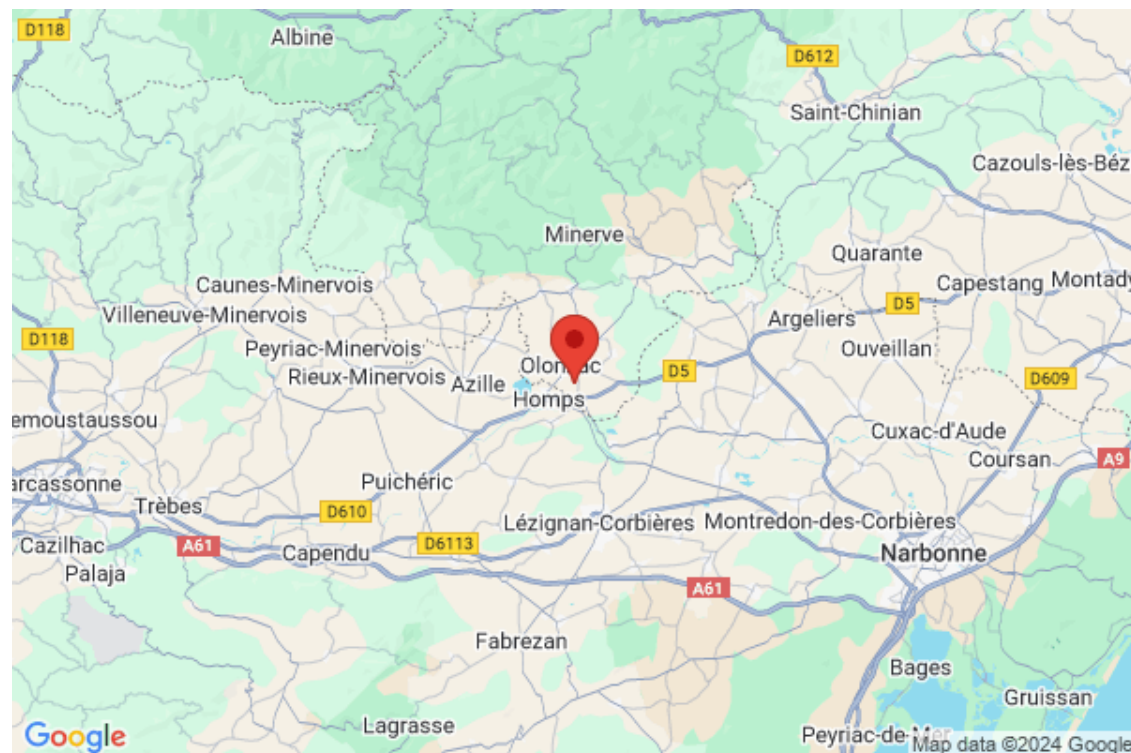 D118
Albine
D612
Saint-Chinian
Cazouls-lès-Béz
Minerve
Quarante
Caunes-Minervois
Capestang
Montady
D5
Villeneuve-Minervois
Argeliers
D118
Peyriac-Minervois
Ouveillan
Olonzac
D5
Rieux-Minervois
Azille
D609
Homps
emoustaussou
Cuxac-d'Aude
Coursan
A9
arcassonne
Puichéric
Trèbes
D610
Lézignan-Corbières
Montredon-des-Corbières
Cazilhac
A61
Capendu
D6113
Narbonne
Palaja
A61
Fabrezan
Bages
Gruissan
Lagrasse
Peyriac-de-Mer
Google
Map data ©2024 Google